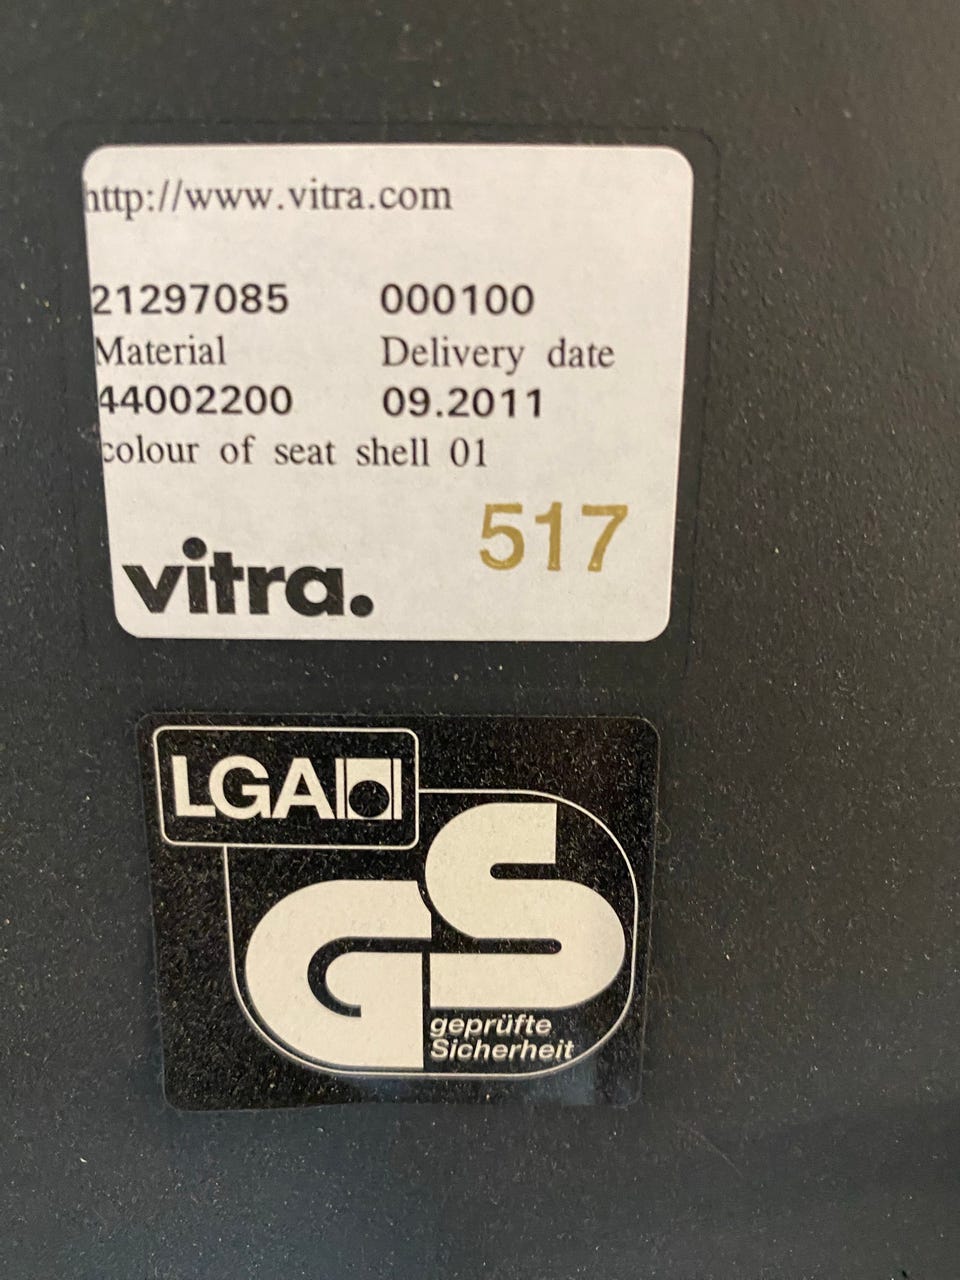 http://www.vitra.com
21297085 000100
Material Delivery date
44002200 09.2011
colour of seat shell 01
517
vitra.
LGA
GS
geprüfte
Sicherheit